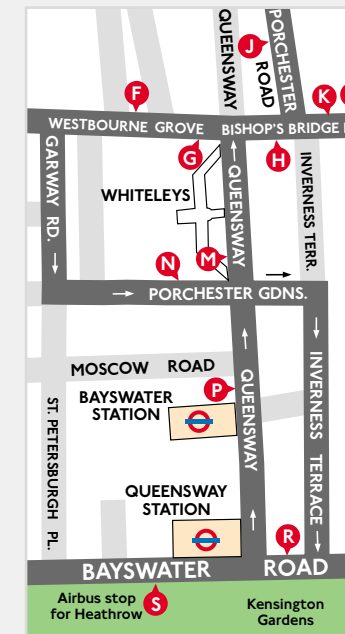 QUEENSWAY
PORCHESTER
ROAD
J
F
K
WESTBOURNE GROVE
BISHOP'S BRIDGE
G
H
GARWAY RD.
WHITELEYS
QUEENSWAY
INVERNESS TERR.
N
M
PORCHESTER GDNS.
MOSCOW ROAD
P
BAYSWATER
STATION
QUEENSWAY
INVERNESS TERRACE
ST. PETERSBURGH PL.
QUEENSWAY
STATION
R
BAYSWATER ROAD
Airbus stop
for Heathrow
S
Kensington
Gardens